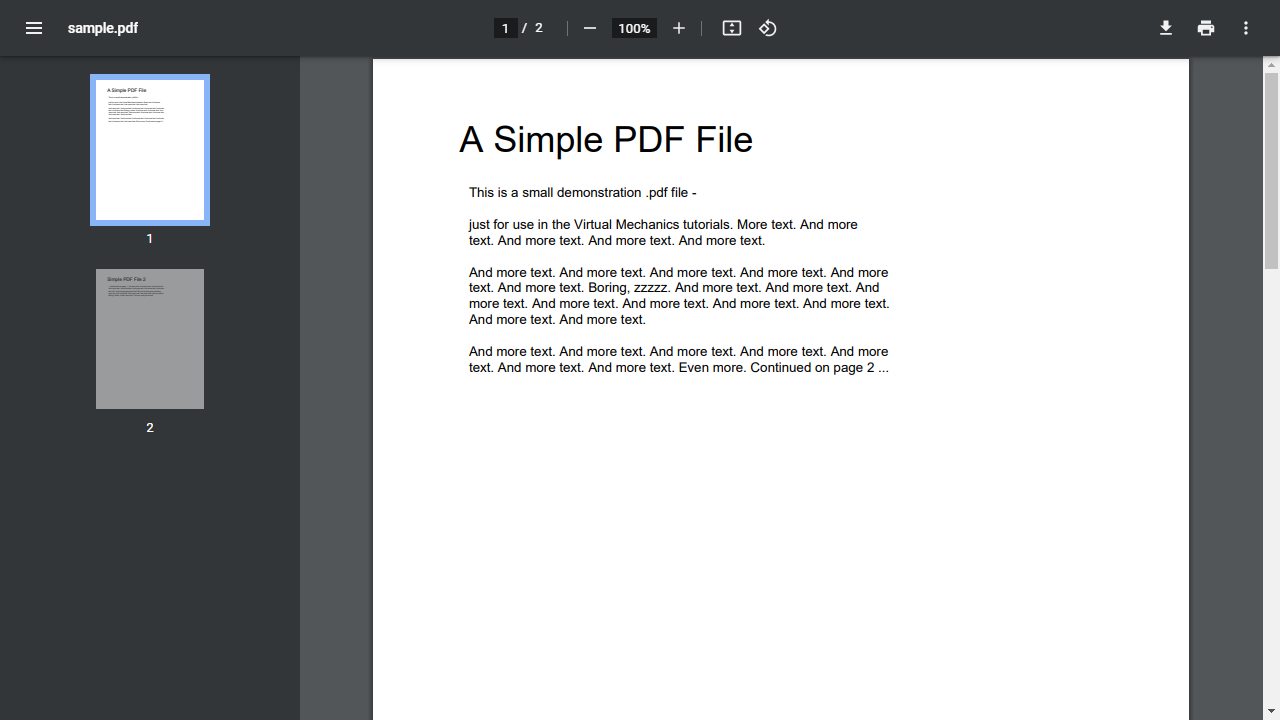 sample.pdf
1 / 2
100%
A Simple PDF File
This is a small demonstration .pdf file -
just for use in the Virtual Mechanics tutorials. More text. And more
text. And more text. And more text. And more text.
And more text. And more text. And more text. And more text. And more
text. And more text. Boring, zzzzz. And more text. And more text. And
more text. And more text. And more text. And more text. And more text.
And more text. And more text.
And more text. And more text. And more text. And more text. And more
text. And more text. And more text. Even more. Continued on page 2 ...
A Simple PDF File
1
Simple PDF File 2
2